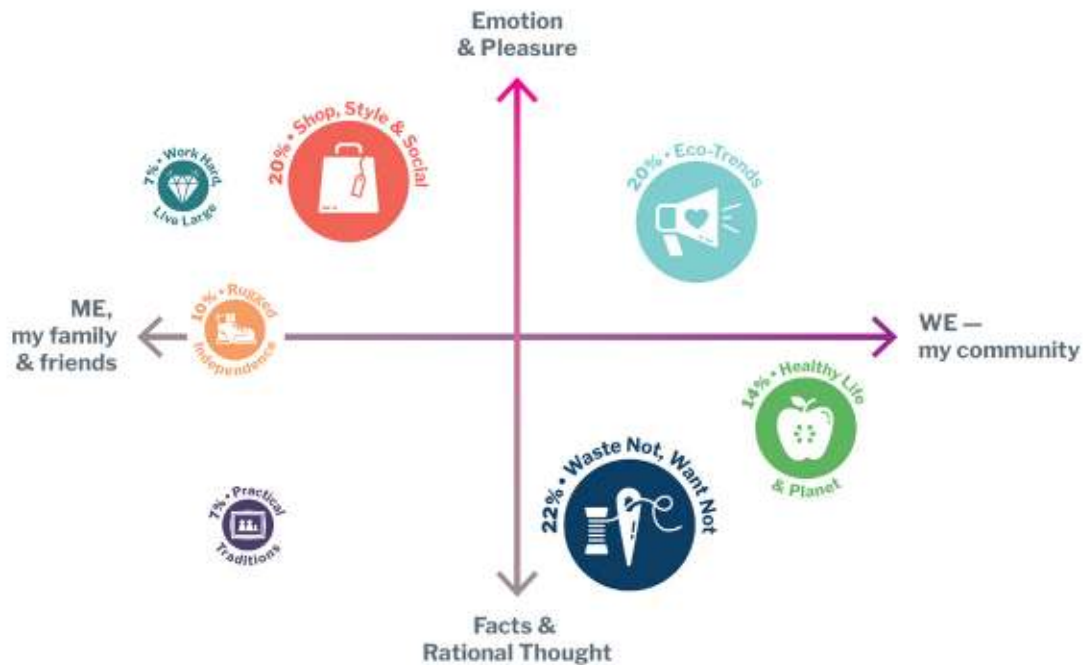 Emotion
& Pleasure
20% • Shop, Style & Social
7% • Work Hard,
Live Large
20% • Eco-Trends
10% • Rugged
Independence
ME,
my family
& friends
WE —
my community
14% • Healthy Life
& Planet
22% • Waste Not, Want Not
7% • Practical
Traditions
Facts &
Rational Thought